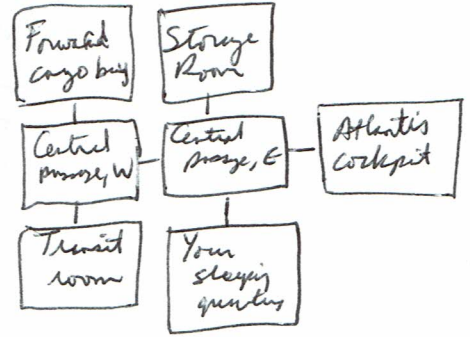 Forward
cargo bay
Storage
Room
Central
passage, W
Central
passage, E
Atlantis
cockpit
Transit
room
Your
sleeping
quarters